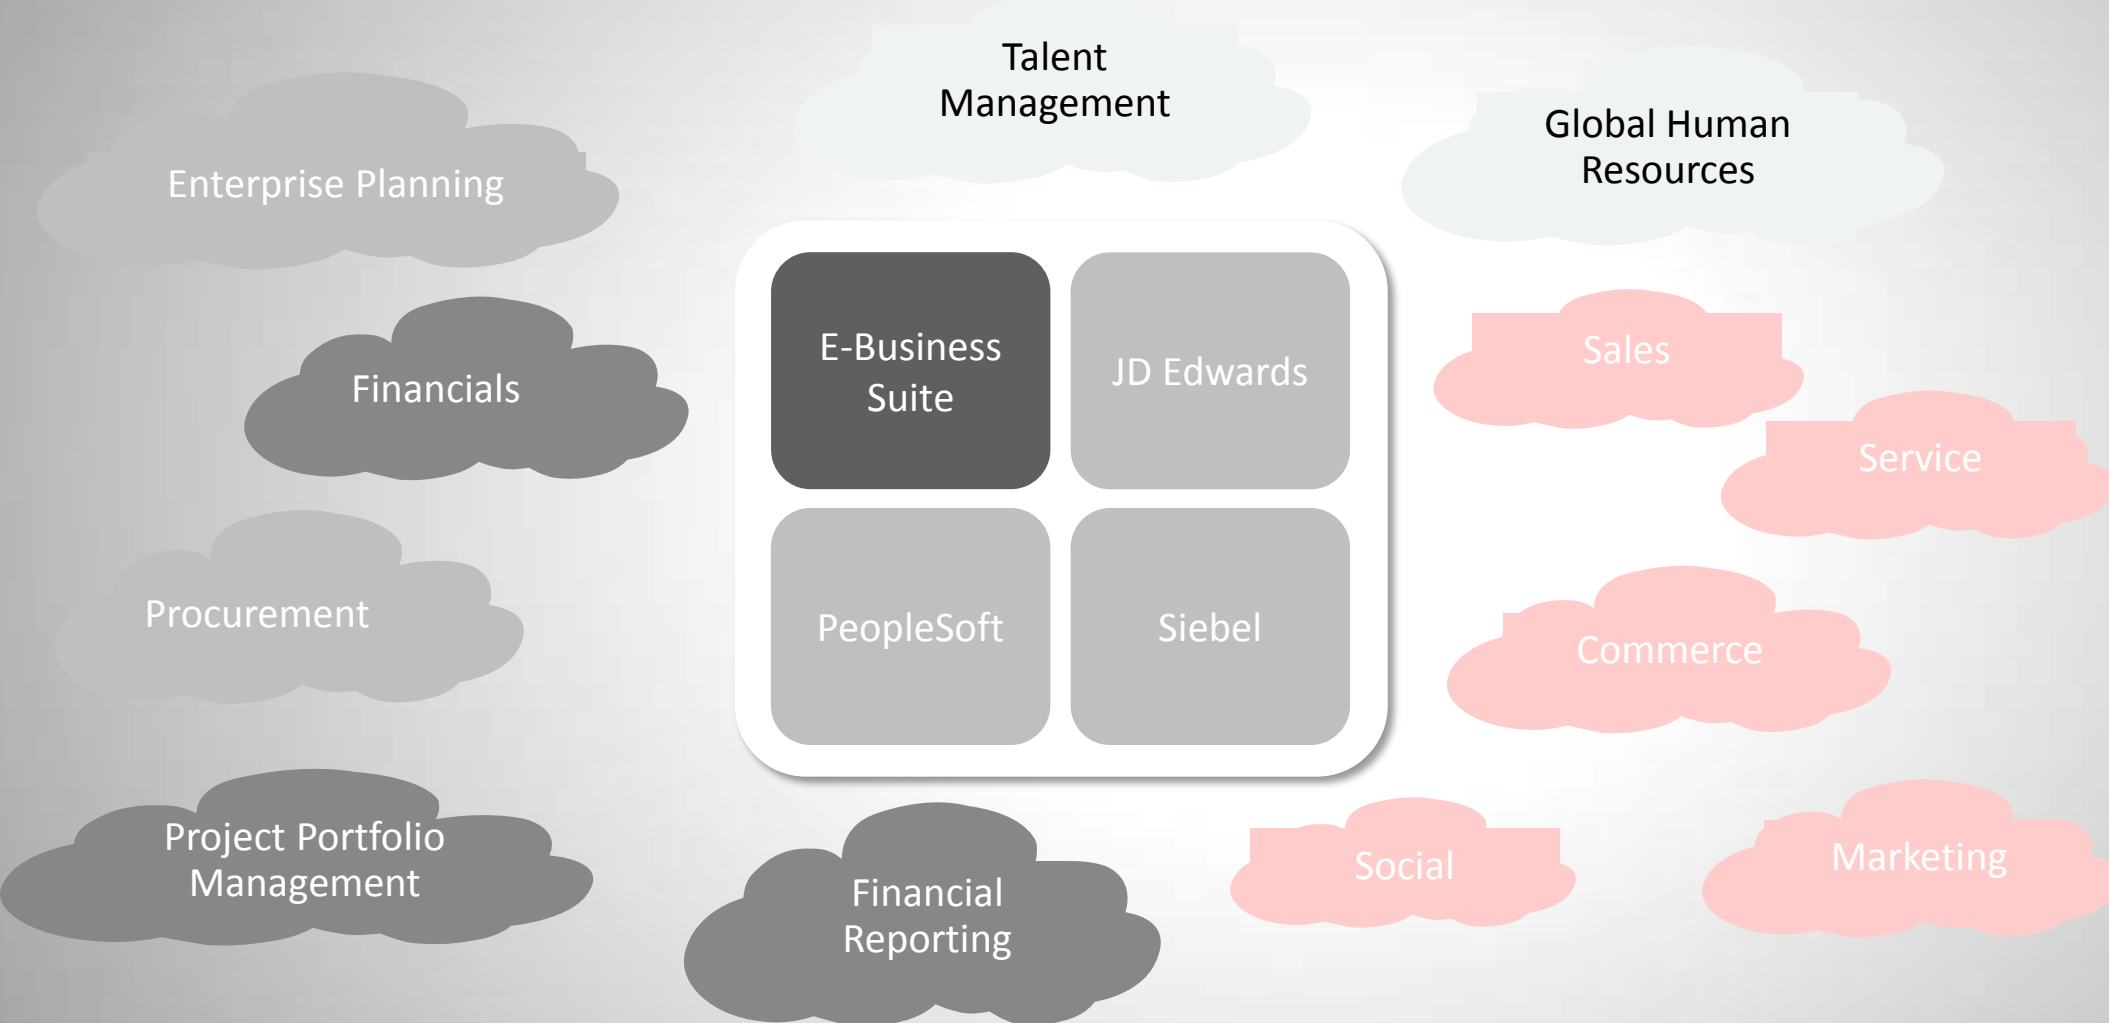 Talent
Management
Global Human
Resources
Enterprise Planning
E-Business
Suite
JD Edwards
Sales
Financials
Service
Procurement
PeopleSoft
Siebel
Commerce
Project Portfolio
Management
Financial
Reporting
Social
Marketing